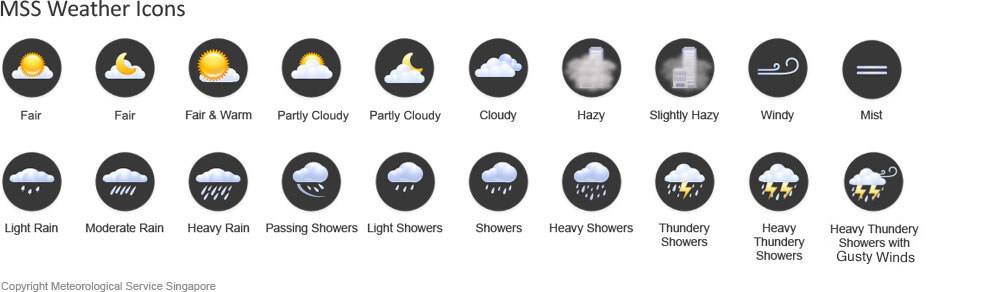 MSS Weather Icons
Fair
Fair
Fair & Warm
Partly Cloudy
Partly Cloudy
Cloudy
Hazy
Slightly Hazy
Windy
Mist
Light Rain
Moderate Rain
Heavy Rain
Passing Showers
Light Showers
Showers
Heavy Showers
Thundery
Showers
Heavy
Thundery
Showers
Heavy Thundery
Showers with
Gusty Winds
Copyright Meteorological Service Singapore